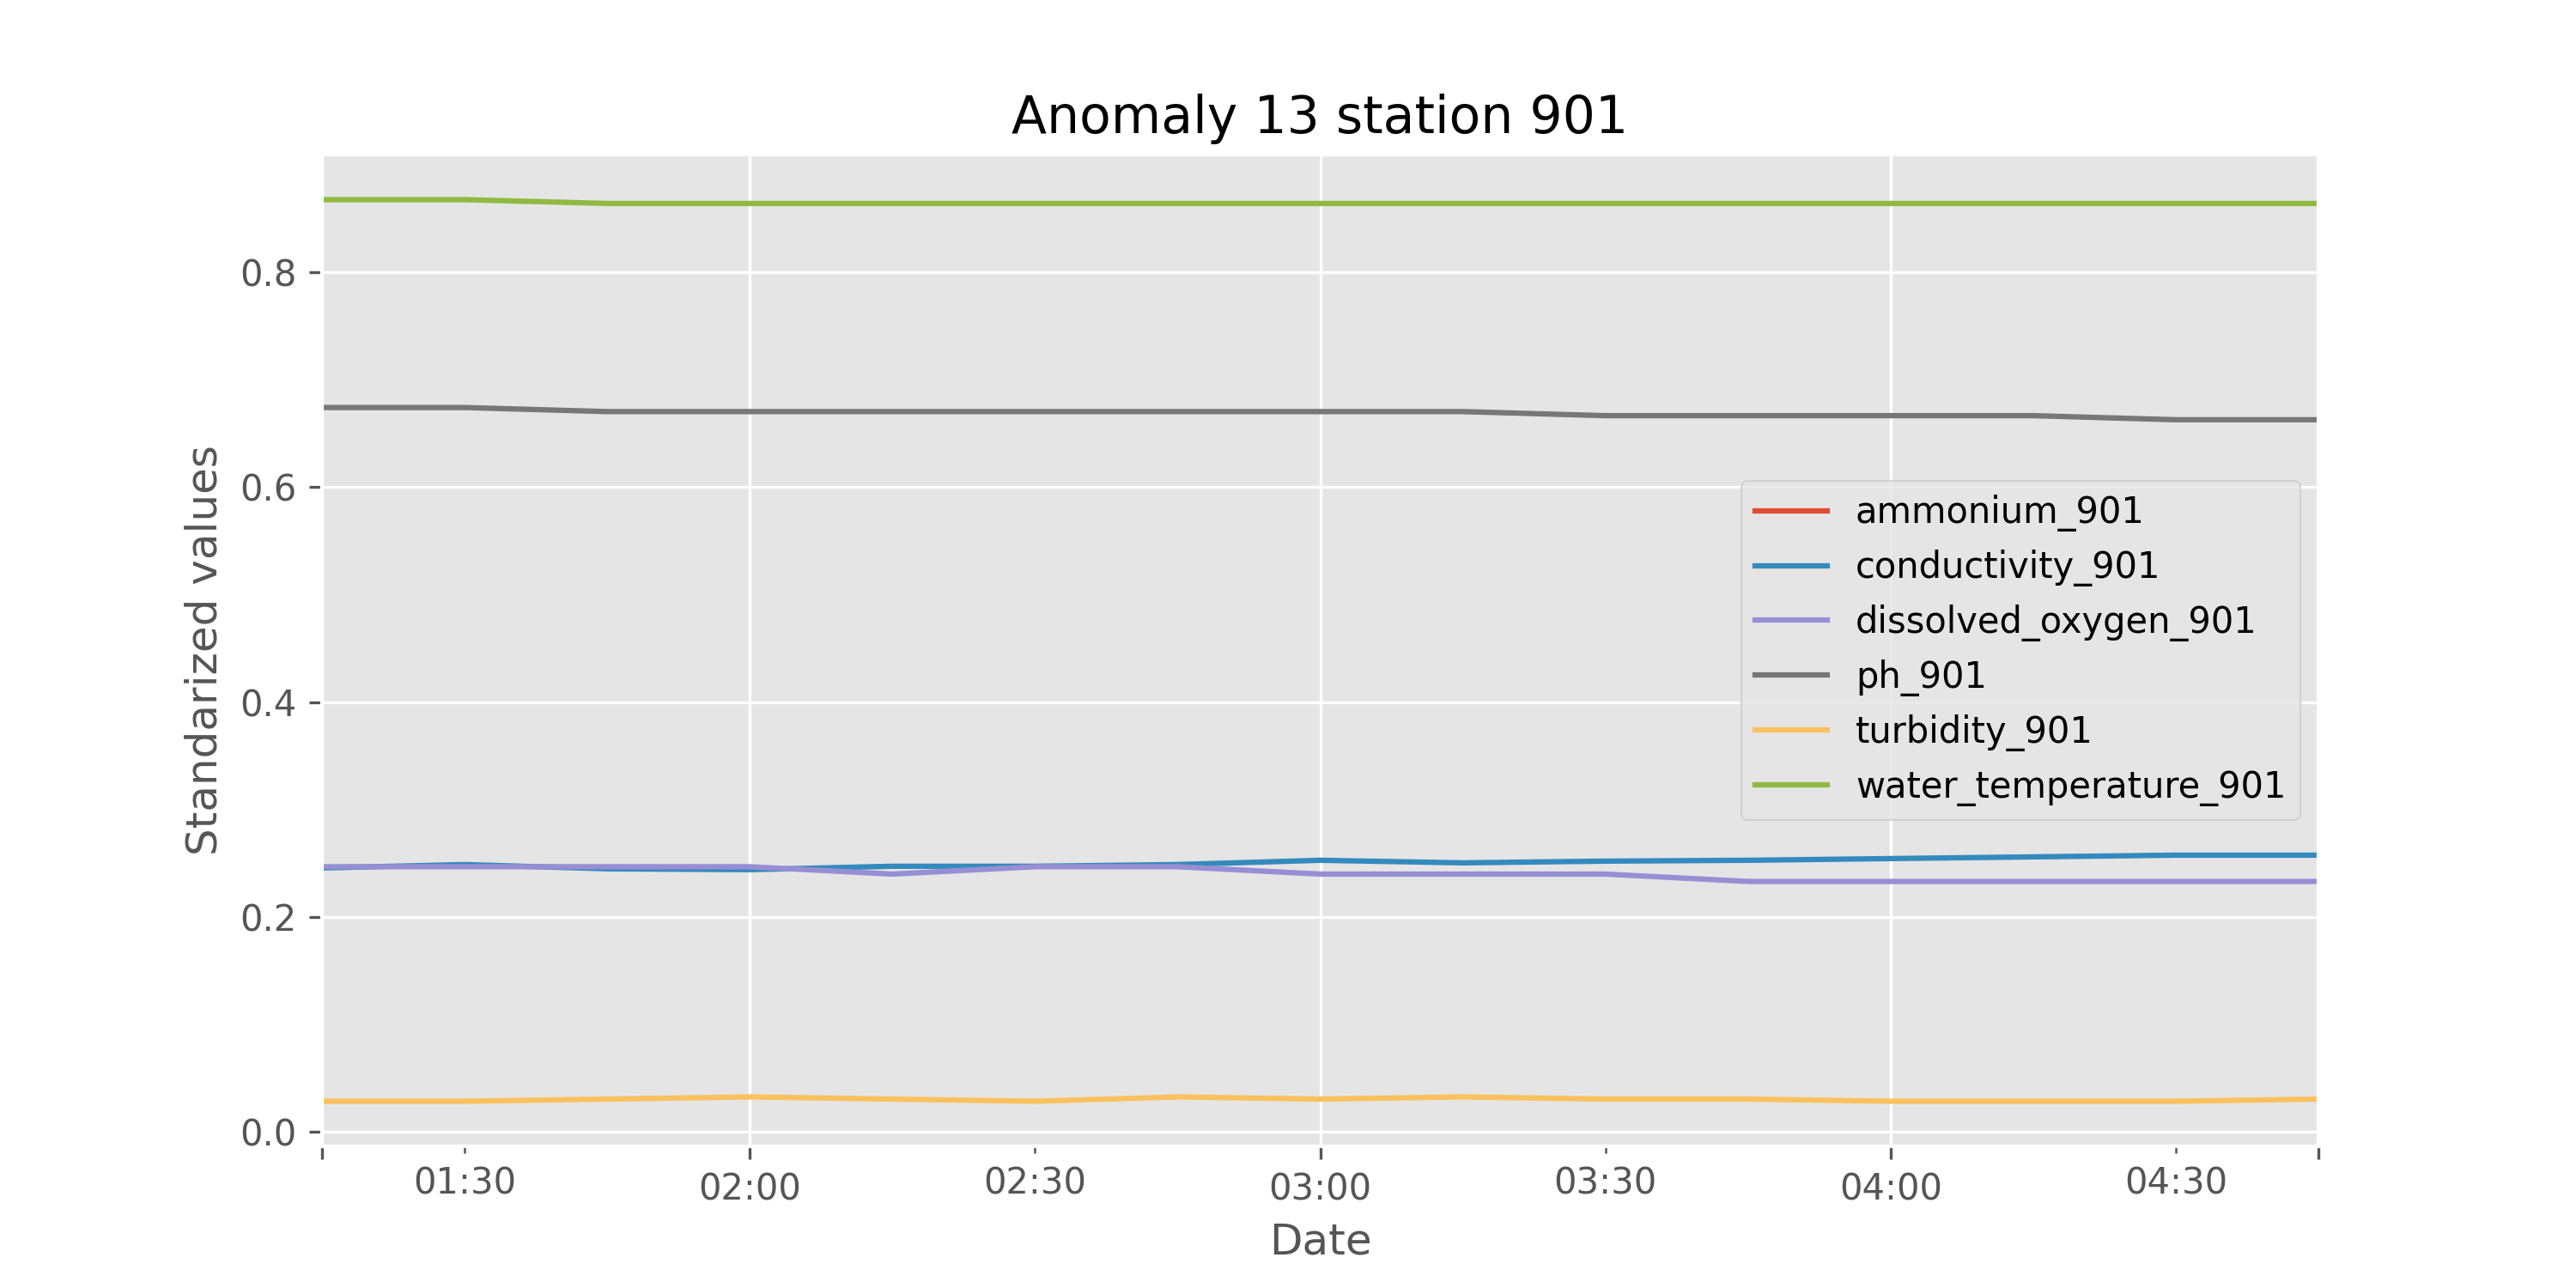 Anomaly 13 station 901
Standarized values
0.8
0.6
0.4
0.2
0.0
ammonium_901
conductivity_901
dissolved_oxygen_901
ph_901
turbidity_901
water_temperature_901
01:30 02:00 02:30 03:00 03:30 04:00 04:30
Date